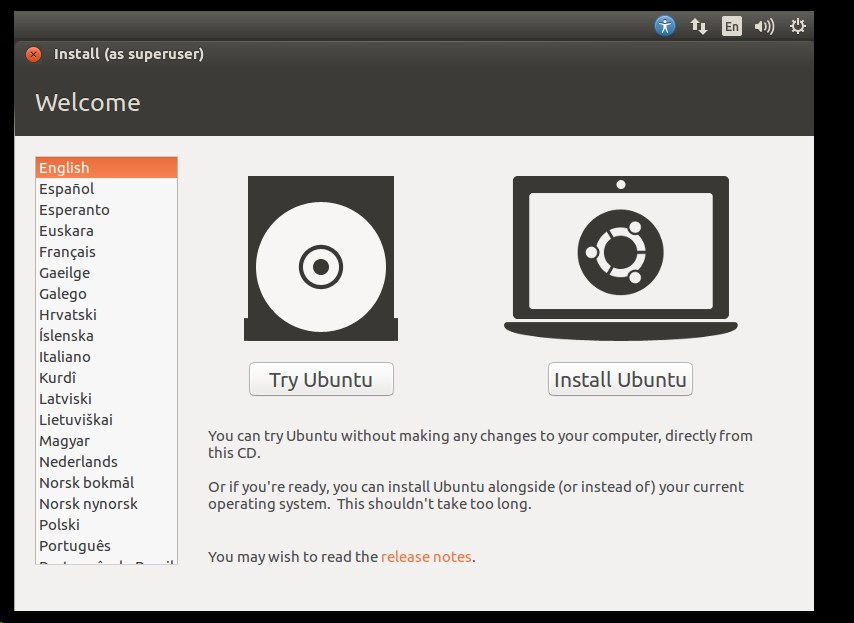 En
Install (as superuser)
Welcome
English
Español
Esperanto
Euskara
Français
Gaeilge
Galego
Hrvatski
Íslenska
Italiano
Kurdî
Latviski
Lietuviškai
Magyar
Nederlands
Norsk bokmål
Norsk nynorsk
Polski
Português
Try Ubuntu
Install Ubuntu
You can try Ubuntu without making any changes to your computer, directly from
this CD.
Or if you're ready, you can install Ubuntu alongside (or instead of) your current
operating system.  This shouldn't take too long.
You may wish to read the release notes.